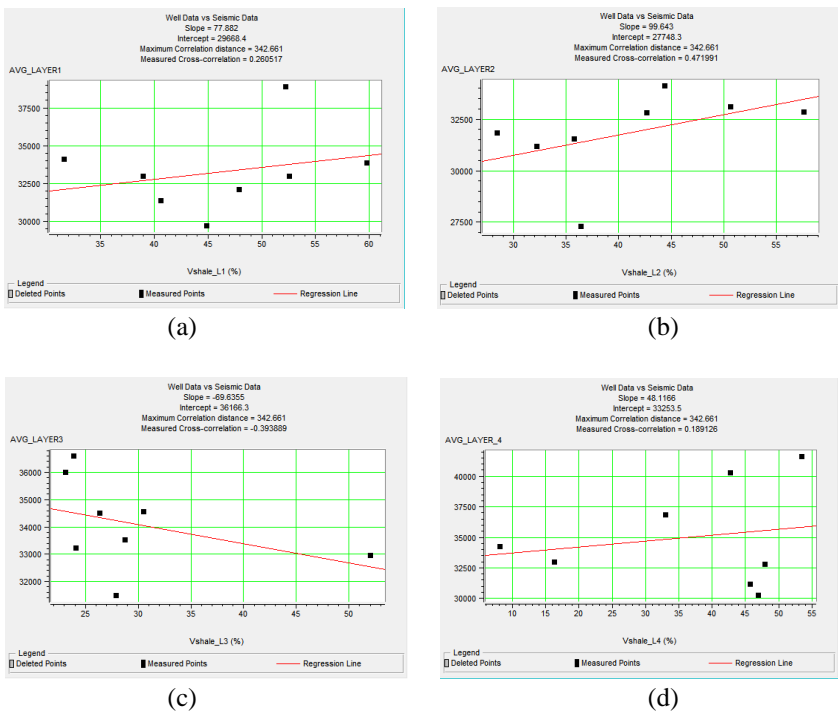 Well Data vs Seismic Data
Slope = 77.882
Intercept = 29668.4
Maximum Correlation distance = 342.661
Measured Cross-correlation = 0.260517
AVG_LAYER1
37500
35000
32500
30000
35 40 45 50 55 60
Vshale_L1 (%)
Legend
Deleted Points Measured Points Regression Line
(a)
Well Data vs Seismic Data
Slope = 99.643
Intercept = 27748.3
Maximum Correlation distance = 342.661
Measured Cross-correlation = 0.471991
AVG_LAYER2
32500
30000
27500
30 35 40 45 50 55
Vshale_L2 (%)
Legend
Deleted Points Measured Points Regression Line
(b)
Well Data vs Seismic Data
Slope = -69.6355
Intercept = 36166.3
Maximum Correlation distance = 342.661
Measured Cross-correlation = -0.393889
AVG_LAYER3
36000
35000
34000
33000
32000
25 30 35 40 45 50
Vshale_L3 (%)
Legend
Deleted Points Measured Points Regression Line
(c)
Well Data vs Seismic Data
Slope = 48.1166
Intercept = 33253.5
Maximum Correlation distance = 342.661
Measured Cross-correlation = 0.189126
AVG_LAYER_4
40000
37500
35000
32500
30000
10 15 20 25 30 35 40 45 50 55
Vshale_L4 (%)
Legend
Deleted Points Measured Points Regression Line
(d)